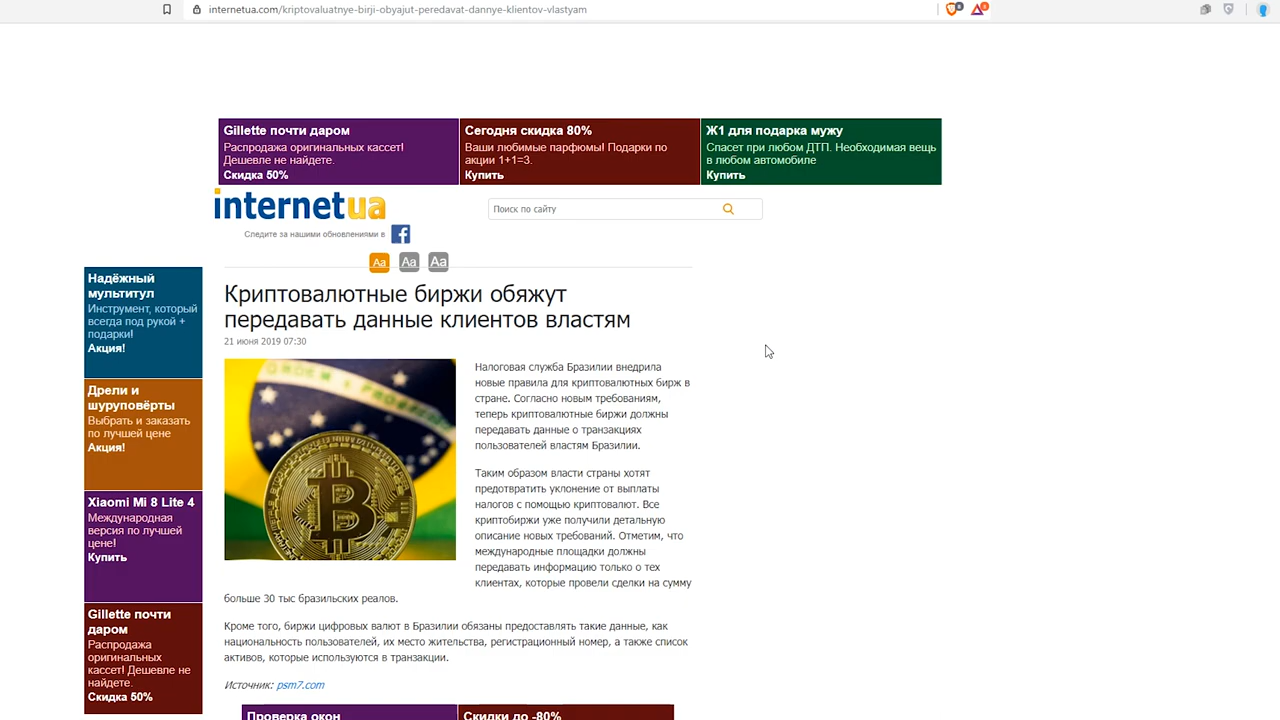 internetua.com/kriptovaluatnye-birji-obyajut-peredavat-dannye-klientov-vlastyam
Gillette почти даром
Распродажа оригинальных кассет!
Дешевле не найдете.
Скидка 50%
Сегодня скидка 80%
Ваши любимые парфюмы! Подарки по
акции 1+1=3.
Купить
Ж1 для подарка мужу
Спасет при любом ДТП. Необходимая вещь
в любом автомобиле
Купить
internetua
Поиск по сайту
Следите за нашими обновлениями в
Aa Aa Aa
Надёжный
мультитул
Инструмент, который
всегда под рукой +
подарки!
Акция!
Дрели и
шуруповёрты
Выбрать и заказать
по лучшей цене
Акция!
Xiaomi Mi 8 Lite 4
Международная
версия по лучшей
цене!
Купить
Gillette почти
даром
Распродажа
оригинальных
кассет! Дешевле не
найдете.
Скидка 50%
Криптовалютные биржи обяжут
передавать данные клиентов властям
21 июня 2019 07:30
Налоговая служба Бразилии внедрила
новые правила для криптовалютных бирж в
стране. Согласно новым требованиям,
теперь криптовалютные биржи должны
передавать данные о транзакциях
пользователей властям Бразилии.
Таким образом власти страны хотят
предотвратить уклонение от выплаты
налогов с помощью криптовалют. Все
криптобиржи уже получили детальную
описание новых требований. Отметим, что
международные площадки должны
передавать информацию только о тех
клиентах, которые провели сделки на сумму
больше 30 тыс бразильских реалов.
Кроме того, биржи цифровых валют в Бразилии обязаны предоставлять такие данные, как
национальность пользователей, их место жительства, регистрационный номер, а также список
активов, которые используются в транзакции.
Источник: psm7.com
Проверка окон
Скидки до -80%